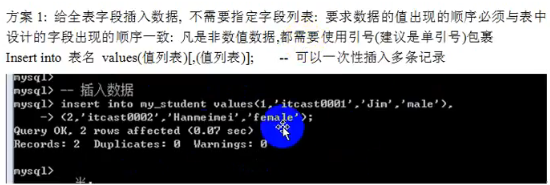 方案 1: 给全表字段插入数据, 不需要指定字段列表: 要求数据的值出现的顺序必须与表中
设计的字段出现的顺序一致: 凡是非数值数据,都需要使用引号(建议是单引号)包裹
Insert into 表名 values(值列表)[,(值列表)]; -- 可以一次性插入多条记录
mysql>
mysql> -- 插入数据
mysql> insert into my_student values(1,'itcast0001','Jim','male'),
-> (2,'itcast0002','Hanmeimei','female');
Query OK, 2 rows affected (0.07 sec)
Records: 2 Duplicates: 0 Warnings: 0
mysql>